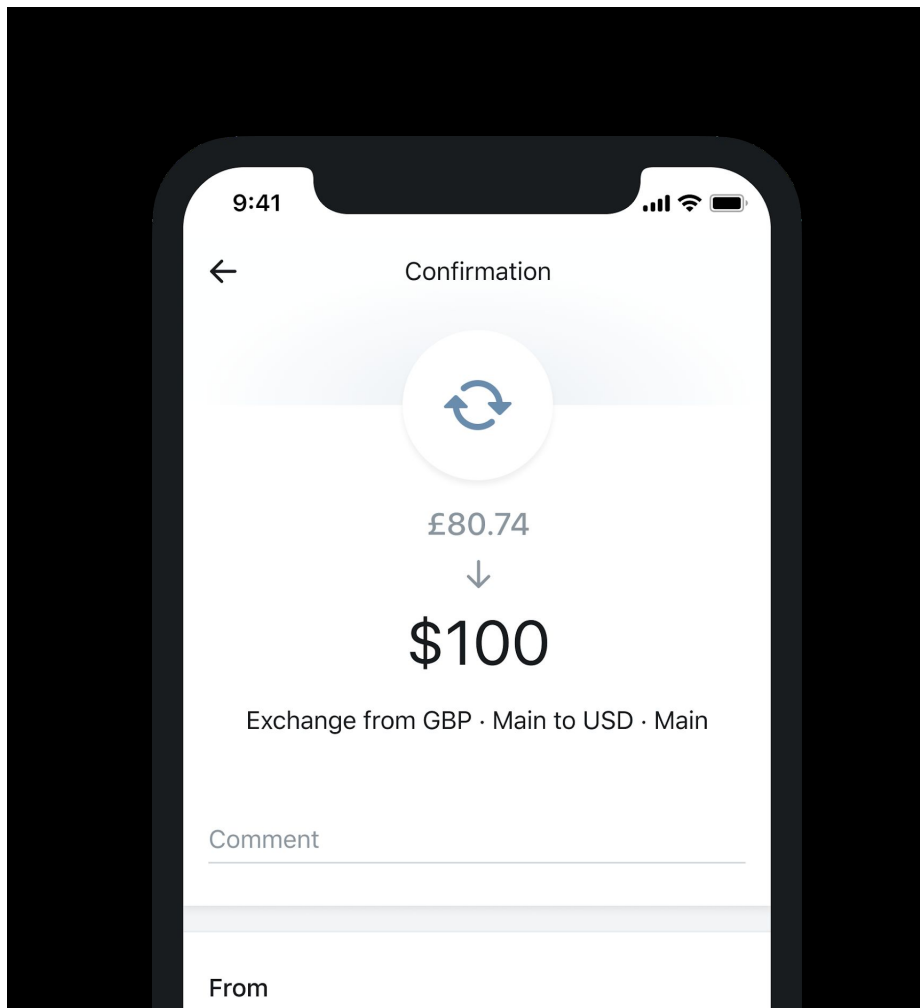 9:41
Confirmation
£80.74
$100
Exchange from GBP · Main to USD · Main
Comment
From